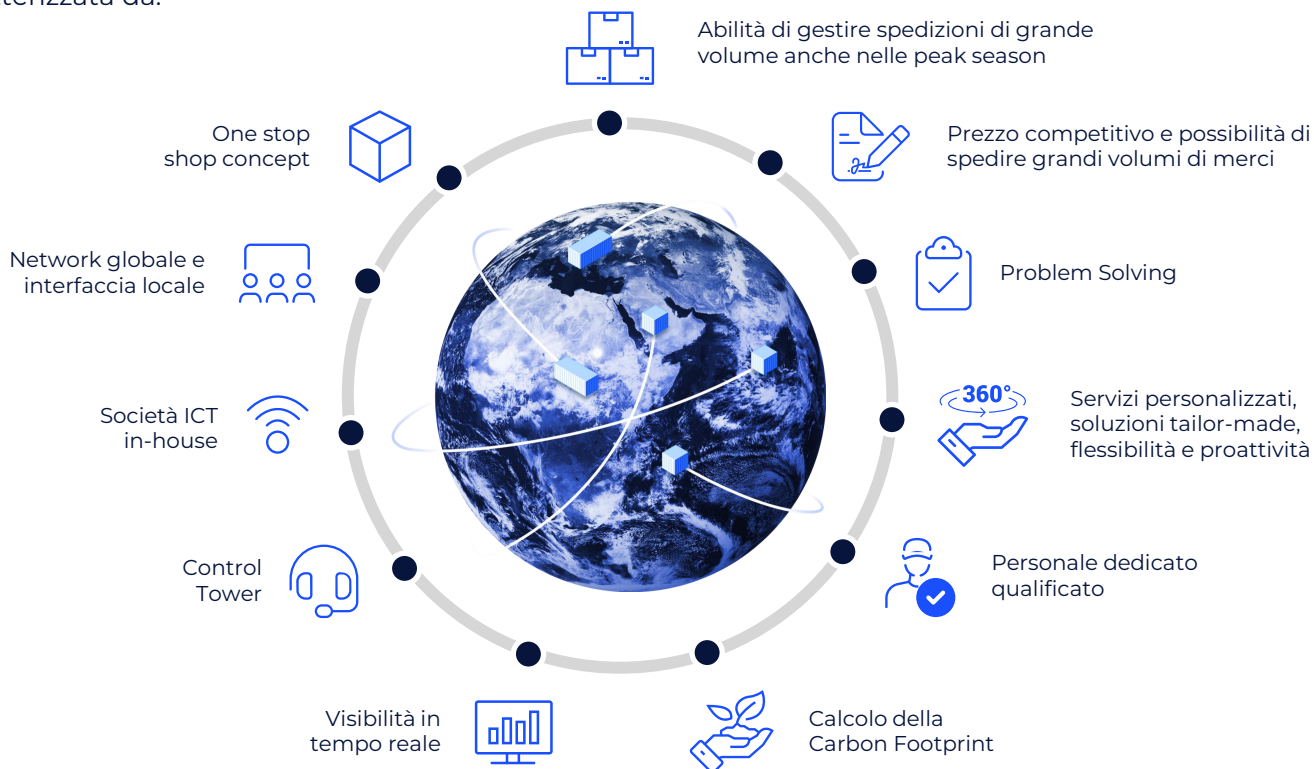 da:
Abilità di gestire spedizioni di grande
volume anche nelle peak season
Prezzo competitivo e possibilità di
spedire grandi volumi di merci
Problem Solving
360°
Servizi personalizzati,
soluzioni tailor-made,
flessibilità e proattività
Personale dedicato
qualificato
Calcolo della
Carbon Footprint
Visibilità in
tempo reale
Control
Tower
Società ICT
in-house
Network globale e
interfaccia locale
One stop
shop concept